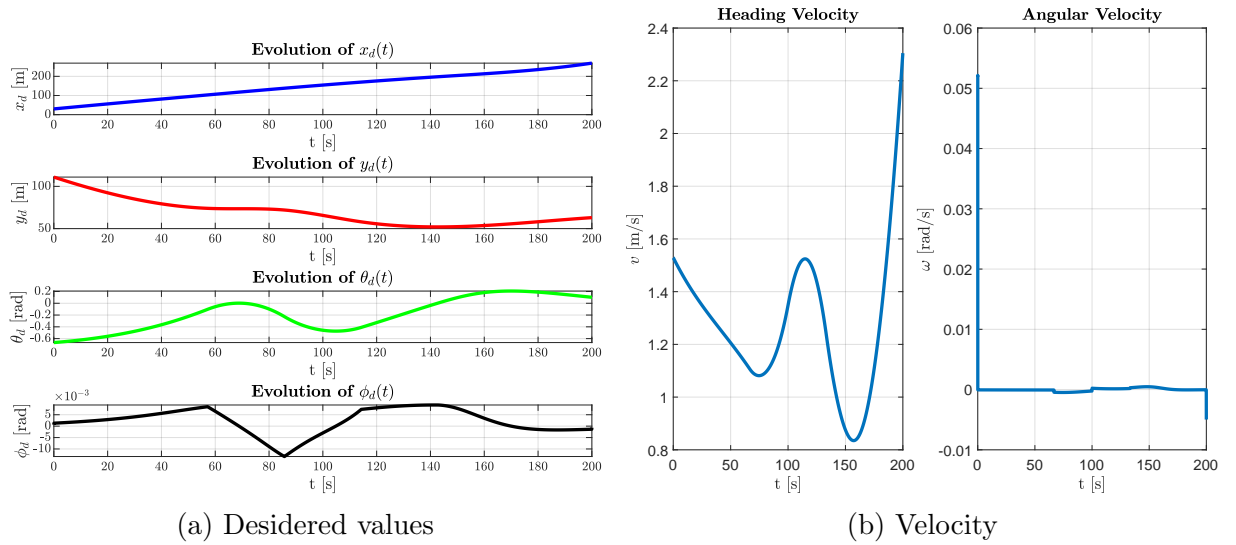 Evolution of x_d(t)
x_d [m]
200
100
0
0 20 40 60 80 100 120 140 160 180 200
t [s]
Evolution of y_d(t)
y_d [m]
100
50
0 20 40 60 80 100 120 140 160 180 200
t [s]
Evolution of θ_d(t)
θ_d [rad]
0.2
0
-0.2
-0.4
-0.6
0 20 40 60 80 100 120 140 160 180 200
t [s]
Evolution of ϕ_d(t)
×10⁻³
ϕ_d [rad]
5
0
-5
-10
0 20 40 60 80 100 120 140 160 180 200
t [s]
(a) Desidered values
Heading Velocity
v [m/s]
2.4
2.2
2
1.8
1.6
1.4
1.2
1
0.8
0 50 100 150 200
t [s]
Angular Velocity
ω [rad/s]
0.06
0.05
0.04
0.03
0.02
0.01
0
-0.01
0 50 100 150 200
t [s]
(b) Velocity